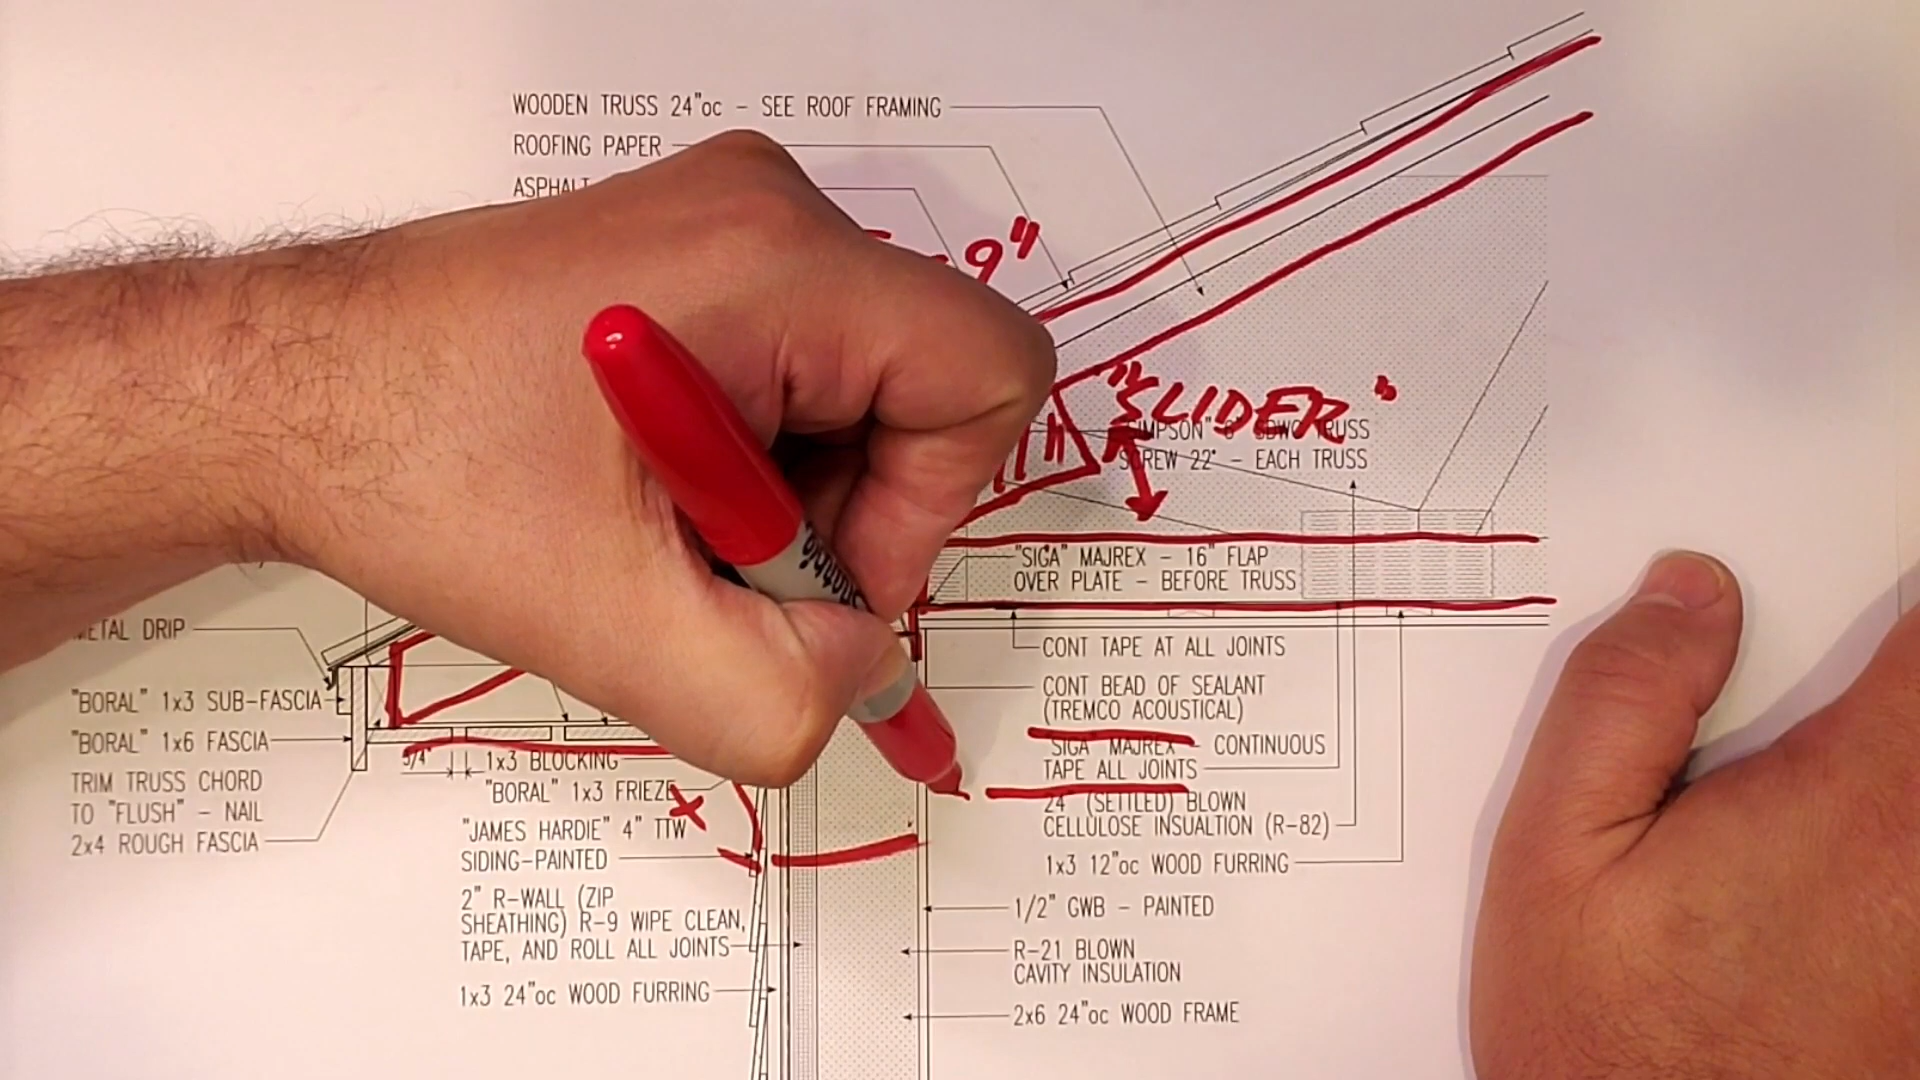 WOODEN TRUSS 24"oc - SEE ROOF FRAMING
ROOFING PAPER
9"
"SLIDER"
"SIMPSON" 6" SDWC TRUSS
SCREW 22° - EACH TRUSS
"SIGA" MAJREX - 16" FLAP
OVER PLATE - BEFORE TRUSS
METAL DRIP
"BORAL" 1x3 SUB-FASCIA
"BORAL" 1x6 FASCIA
TRIM TRUSS CHORD
TO "FLUSH" - NAIL
2x4 ROUGH FASCIA
3/4"
1x3 BLOCKING
"BORAL" 1x3 FRIEZE
"JAMES HARDIE" 4" TTW
SIDING-PAINTED
2" R-WALL (ZIP
SHEATHING) R-9 WIPE CLEAN,
TAPE, AND ROLL ALL JOINTS
1x3 24"oc WOOD FURRING
CONT TAPE AT ALL JOINTS
CONT BEAD OF SEALANT
(TREMCO ACOUSTICAL)
"SIGA" MAJREX - CONTINUOUS
TAPE ALL JOINTS
24" (SETTLED) BLOWN
CELLULOSE INSUALTION (R-82)
1x3 12"oc WOOD FURRING
1/2" GWB - PAINTED
R-21 BLOWN
CAVITY INSULATION
2x6 24"oc WOOD FRAME